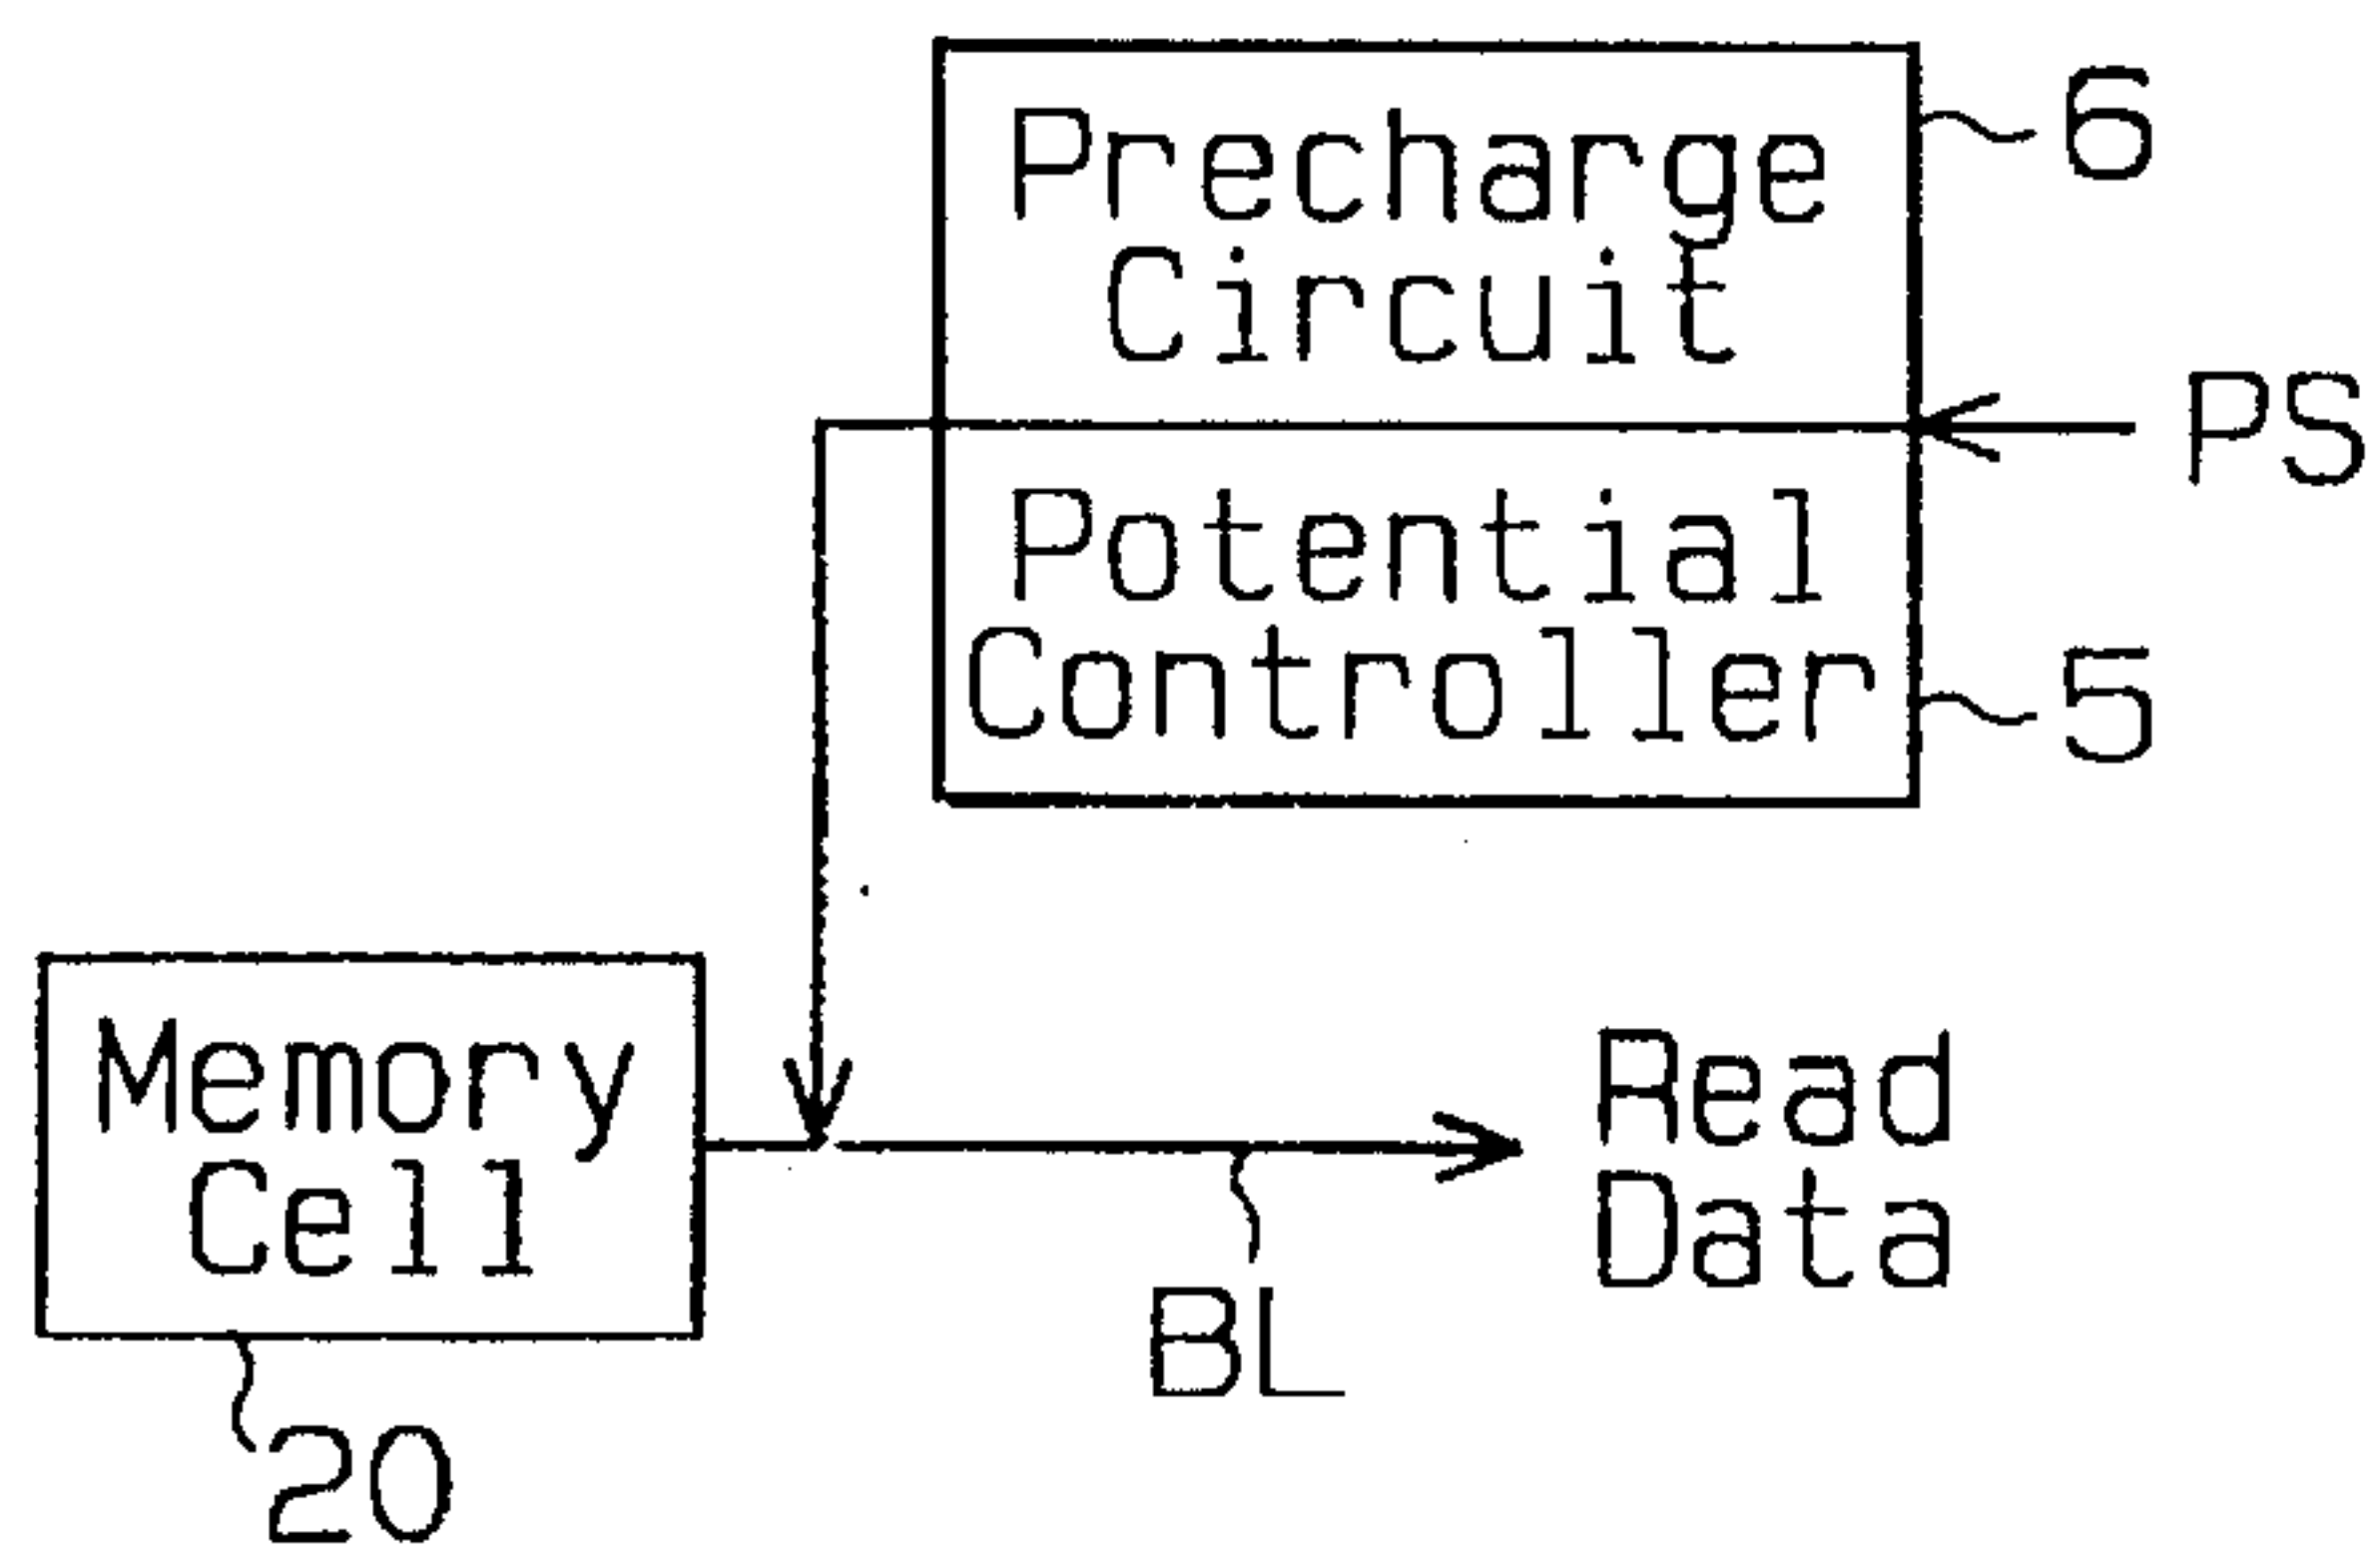 Precharge
Circuit
6
PS
Potential
Controller
5
Memory
Cell
20
BL
Read
Data